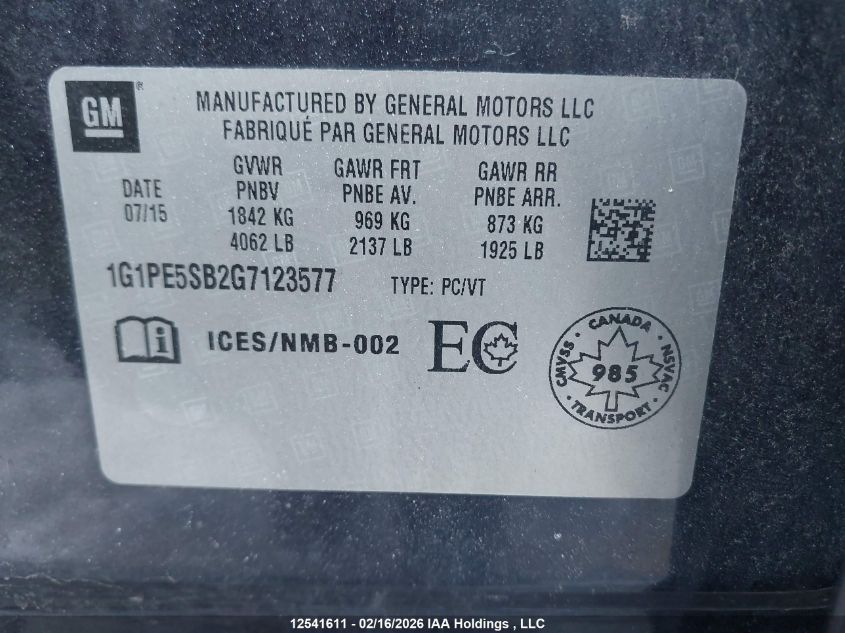 GM
MANUFACTURED BY GENERAL MOTORS LLC
FABRIQUÉ PAR GENERAL MOTORS LLC
DATE
07/15
GVWR
PNBV
1842 KG
4062 LB
GAWR FRT
PNBE AV.
969 KG
2137 LB
GAWR RR
PNBE ARR.
873 KG
1925 LB
1G1PE5SB2G7123577 TYPE: PC/VT
i ICES/NMB-002 EC
CANADA
CMVSS 985 NSVAC
TRANSPORT
12541611 - 02/16/2026 IAA Holdings , LLC